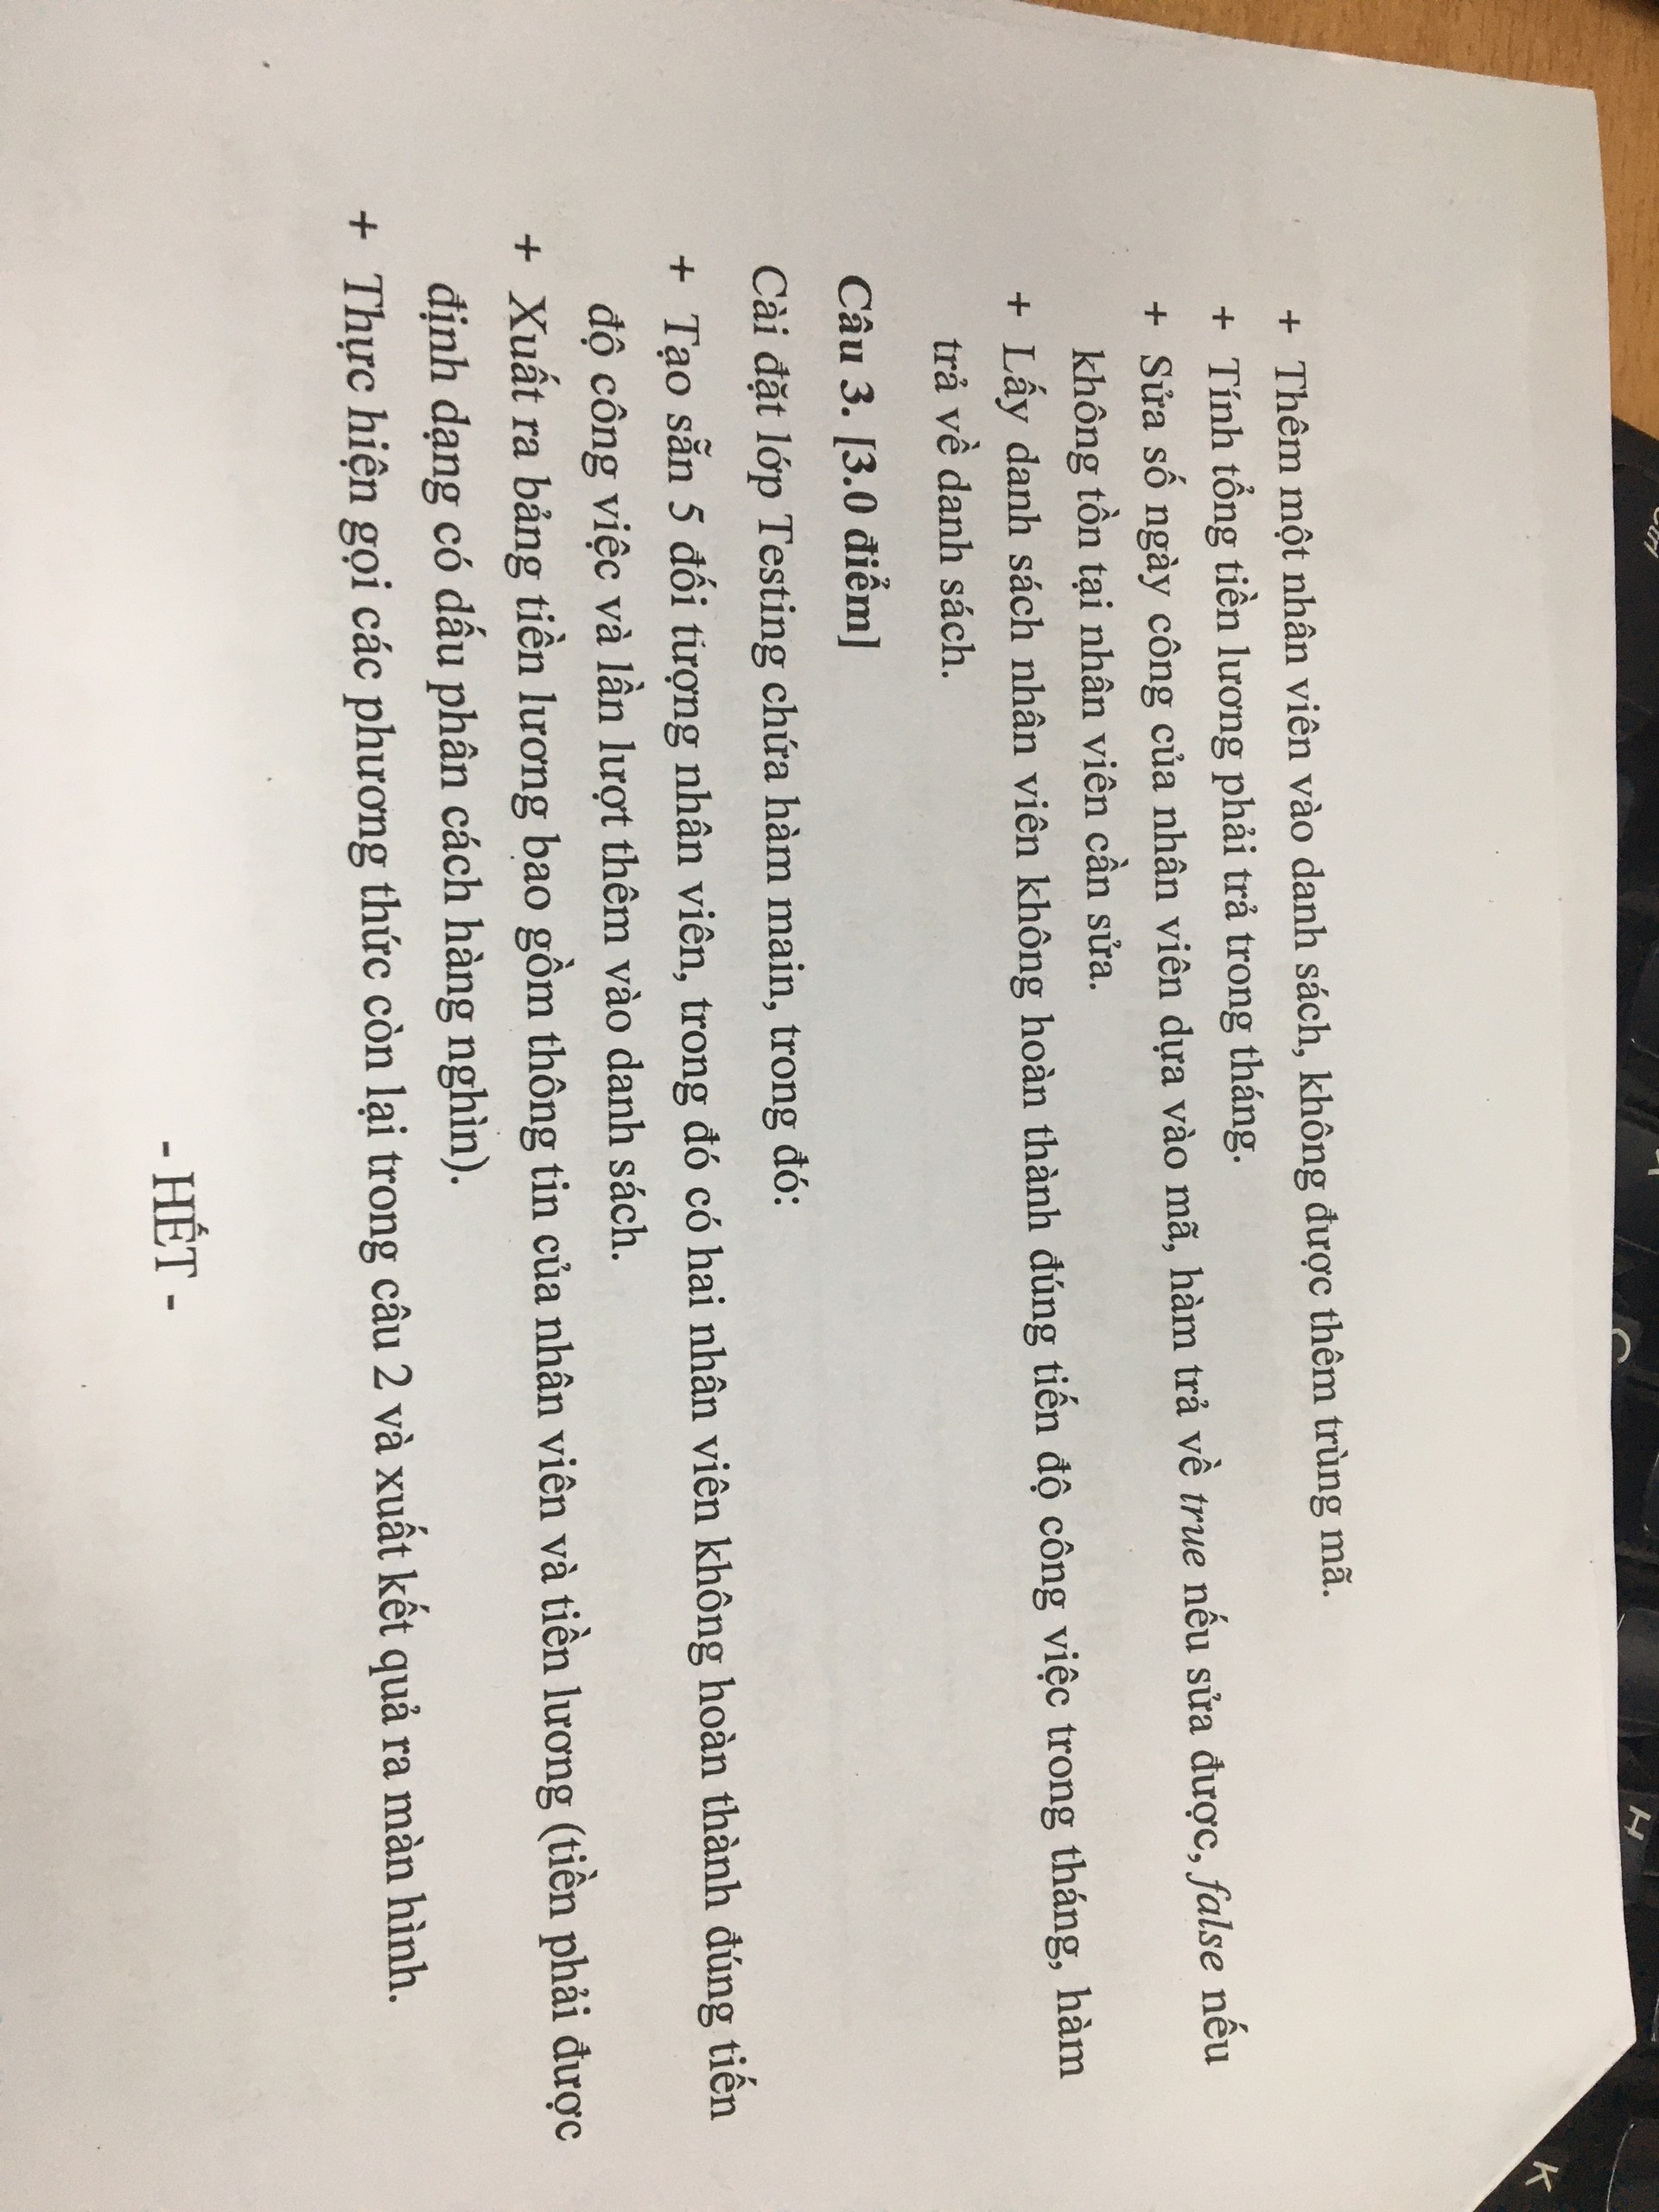 + Thêm một nhân viên vào danh sách, không được thêm trùng mã.
+ Tính tổng tiền lương phải trả trong tháng.
+ Sửa số ngày công của nhân viên dựa vào mã, hàm trả về true nếu sửa được, false nếu
không tồn tại nhân viên cần sửa.
+ Lấy danh sách nhân viên không hoàn thành đúng tiến độ công việc trong tháng, hàm
trả về danh sách.
Câu 3. [3.0 điểm]
Cài đặt lớp Testing chứa hàm main, trong đó:
+ Tạo sẵn 5 đối tượng nhân viên, trong đó có hai nhân viên không hoàn thành đúng tiến
độ công việc và lần lượt thêm vào danh sách.
+ Xuất ra bảng tiền lương bao gồm thông tin của nhân viên và tiền lương (tiền phải được
định dạng có dấu phân cách hàng nghìn).
+ Thực hiện gọi các phương thức còn lại trong câu 2 và xuất kết quả ra màn hình.
- HẾT -
H
K